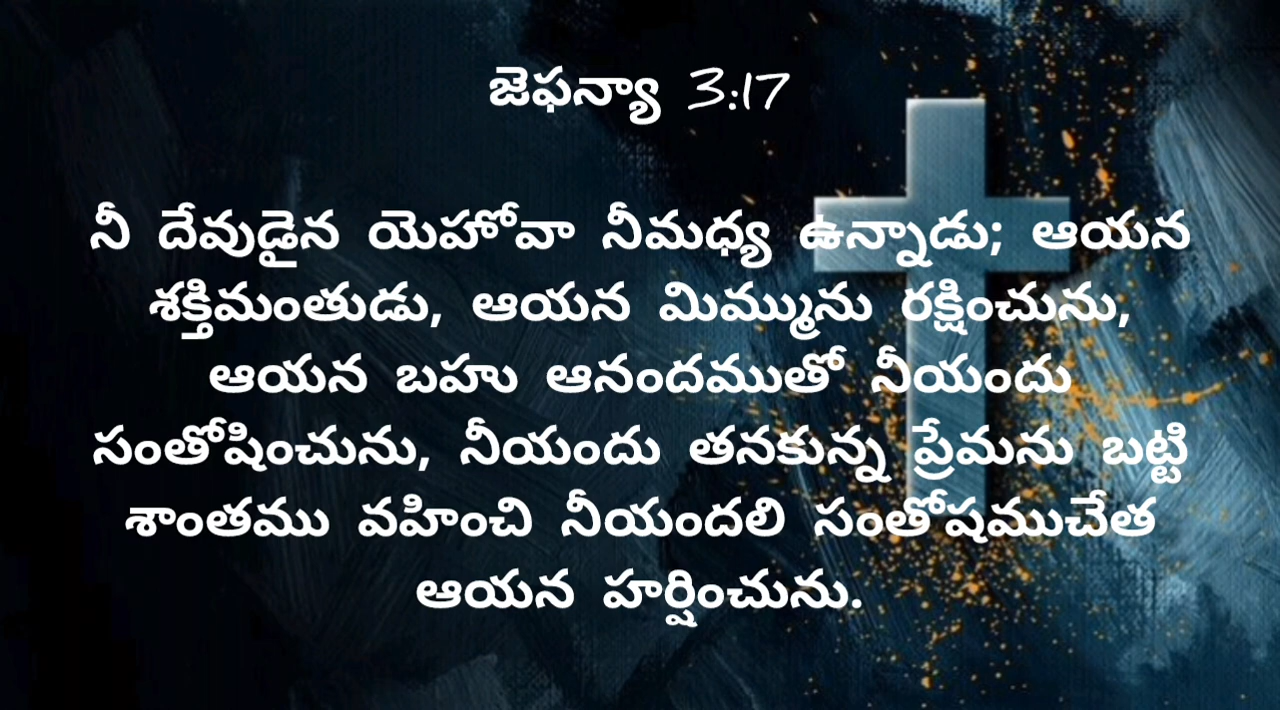 జెఫన్యా 3:17
నీ దేవుడైన యెహోవా నీమధ్య ఉన్నాడు; ఆయన
శక్తిమంతుడు, ఆయన మిమ్మును రక్షించును,
ఆయన బహు ఆనందముతో నీయందు
సంతోషించును, నీయందు తనకున్న ప్రేమను బట్టి
శాంతము వహించి నీయందలి సంతోషముచేత
ఆయన హర్షించును.